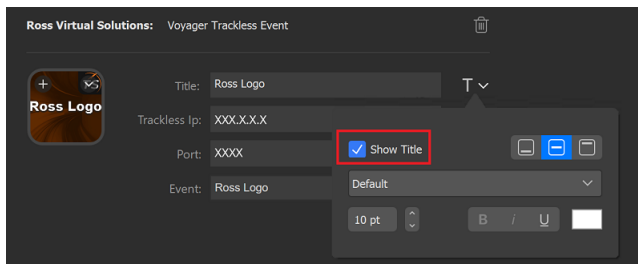 Ross Virtual Solutions: Voyager Trackless Event
Ross Logo
Title: Ross Logo
T
Trackless Ip: XXX.X.X.X
Port: XXXX
Event: Ross Logo
Show Title
Default
10 pt
B i U